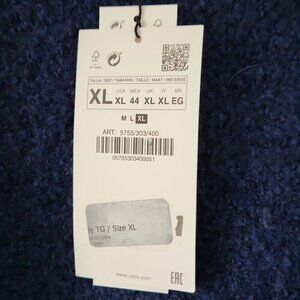 TALLA / SIZE / TAMANHO / TAILLE / MAAT /
USA MEX UK IT BR
XL XL 44 XL XL EG
M L XL
ART.: 5755/303/400
05755303400051
TG / Size XL
www.zara.com
EAC